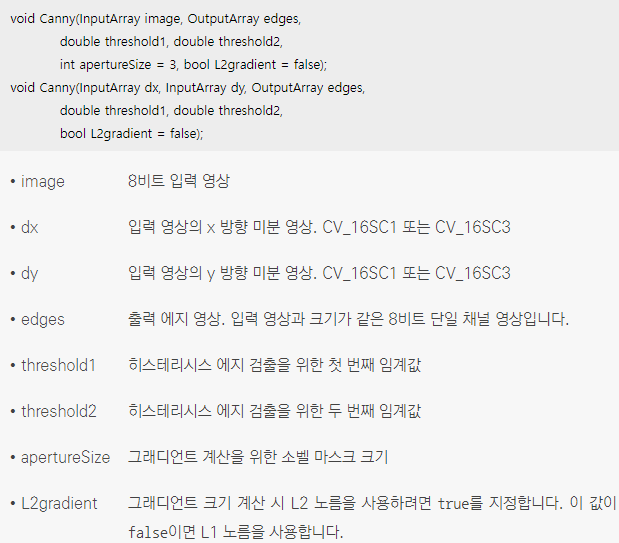 void Canny(InputArray image, OutputArray edges,
double threshold1, double threshold2,
int apertureSize = 3, bool L2gradient = false);
void Canny(InputArray dx, InputArray dy, OutputArray edges,
double threshold1, double threshold2,
bool L2gradient = false);
• image 8비트 입력 영상
• dx 입력 영상의 x 방향 미분 영상. CV_16SC1 또는 CV_16SC3
• dy 입력 영상의 y 방향 미분 영상. CV_16SC1 또는 CV_16SC3
• edges 출력 에지 영상. 입력 영상과 크기가 같은 8비트 단일 채널 영상입니다.
• threshold1 히스테리시스 에지 검출을 위한 첫 번째 임계값
• threshold2 히스테리시스 에지 검출을 위한 두 번째 임계값
• apertureSize 그래디언트 계산을 위한 소벨 마스크 크기
• L2gradient 그래디언트 크기 계산 시 L2 노름을 사용하려면 true를 지정합니다. 이 값이
false이면 L1 노름을 사용합니다.